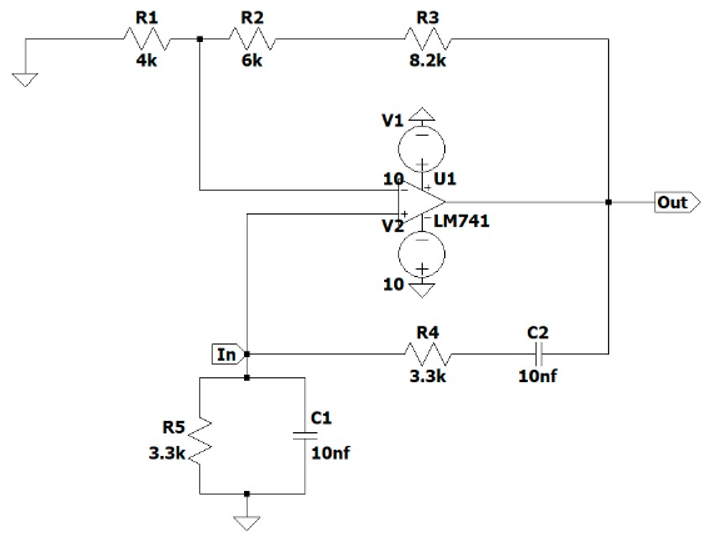 R1 R2 R3
4k 6k 8.2k
V1
10 U1
V2 LM741
Out
10
R4 C2
In
3.3k 10nf
R5 C1
3.3k 10nf